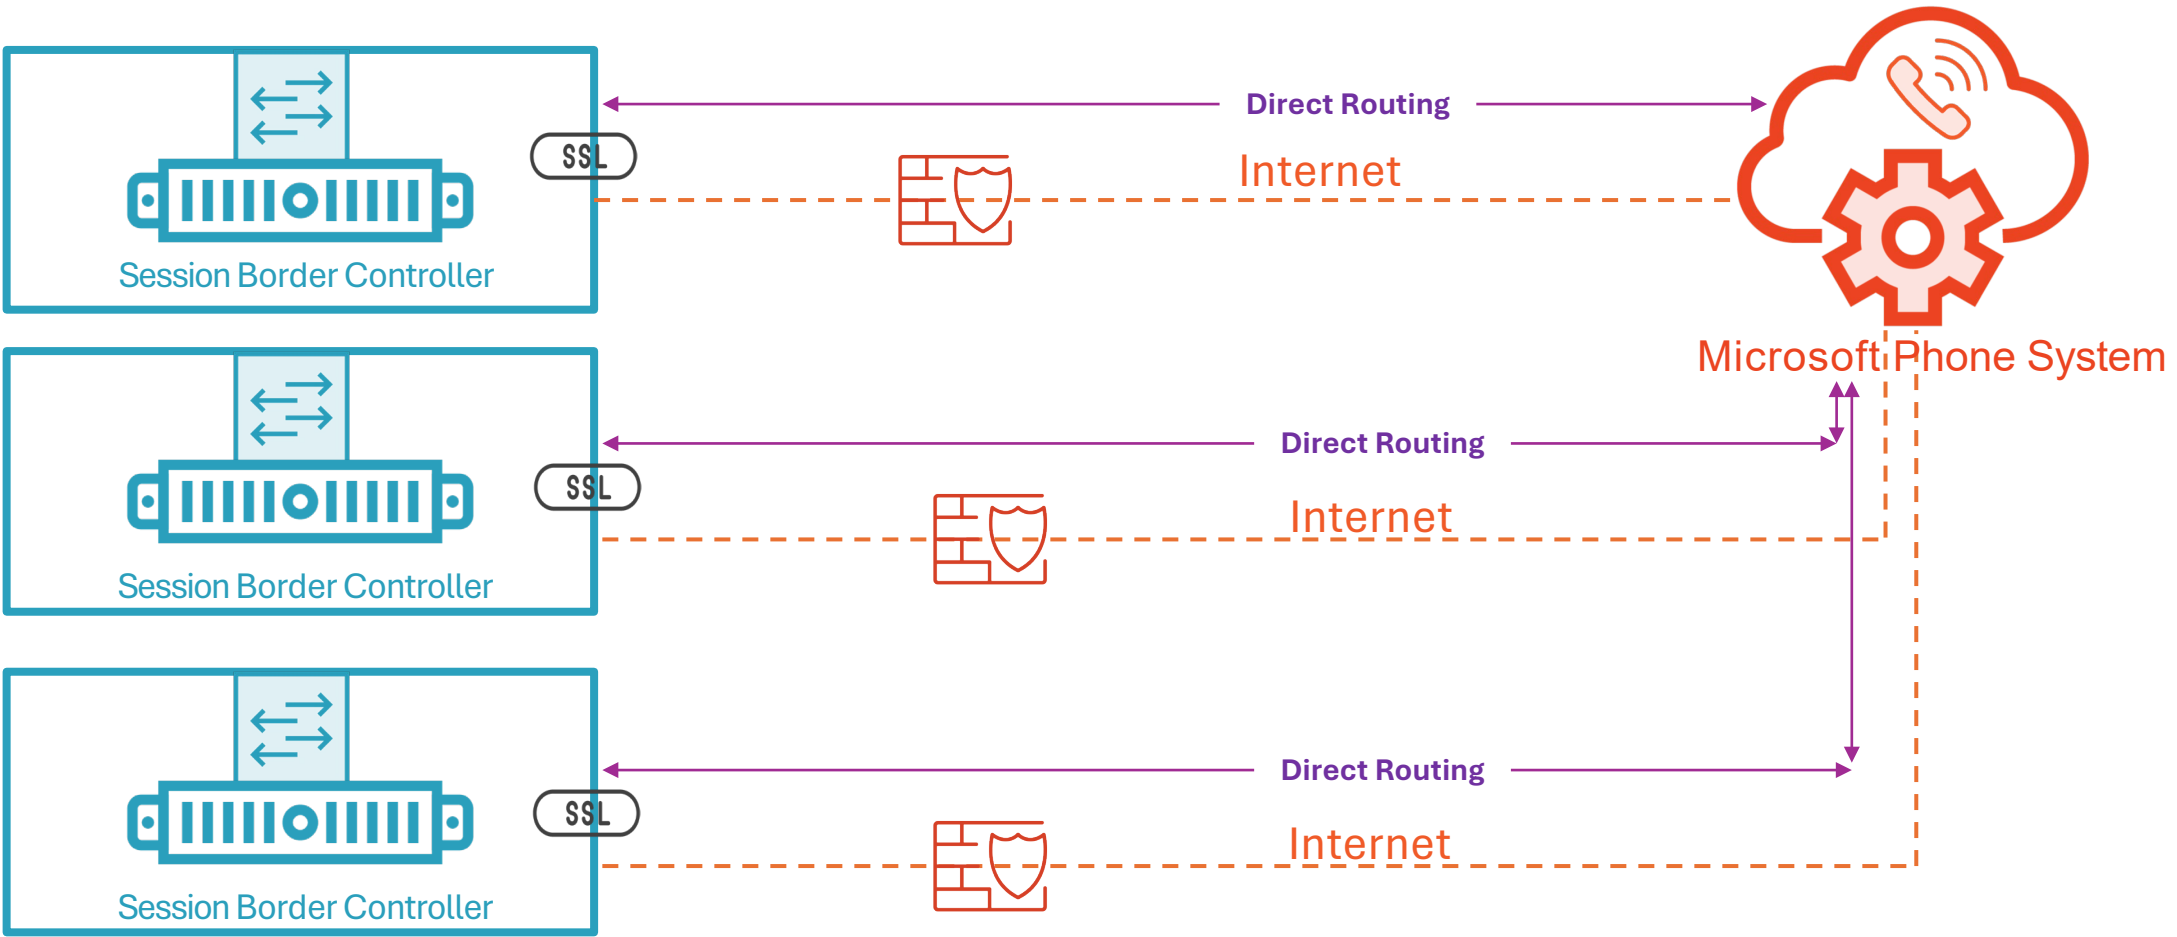 Direct Routing
SSL
Internet
Session Border Controller
Microsoft Phone System
Direct Routing
SSL
Internet
Session Border Controller
Direct Routing
SSL
Internet
Session Border Controller